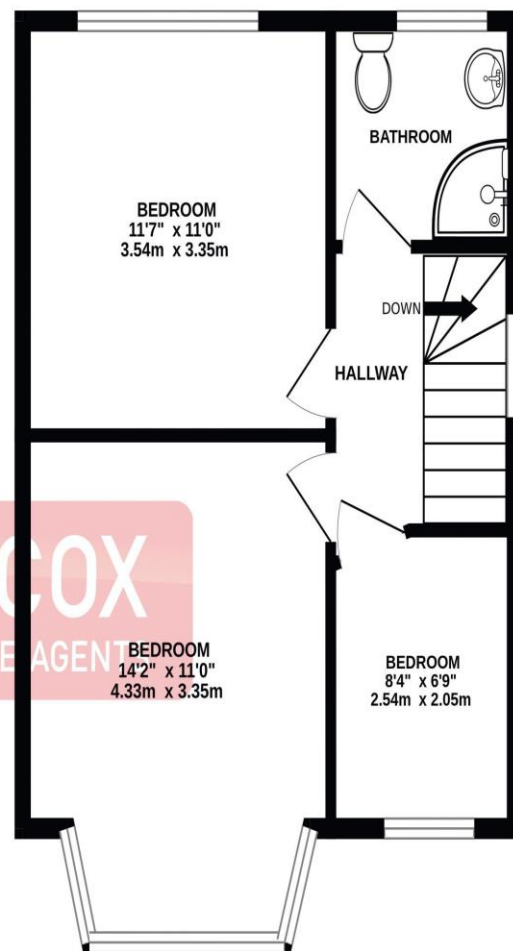 BEDROOM
11'7" x 11'0"
3.54m x 3.35m
BATHROOM
DOWN
HALLWAY
COX
E AGENTS
BEDROOM
14'2" x 11'0"
4.33m x 3.35m
BEDROOM
8'4" x 6'9"
2.54m x 2.05m